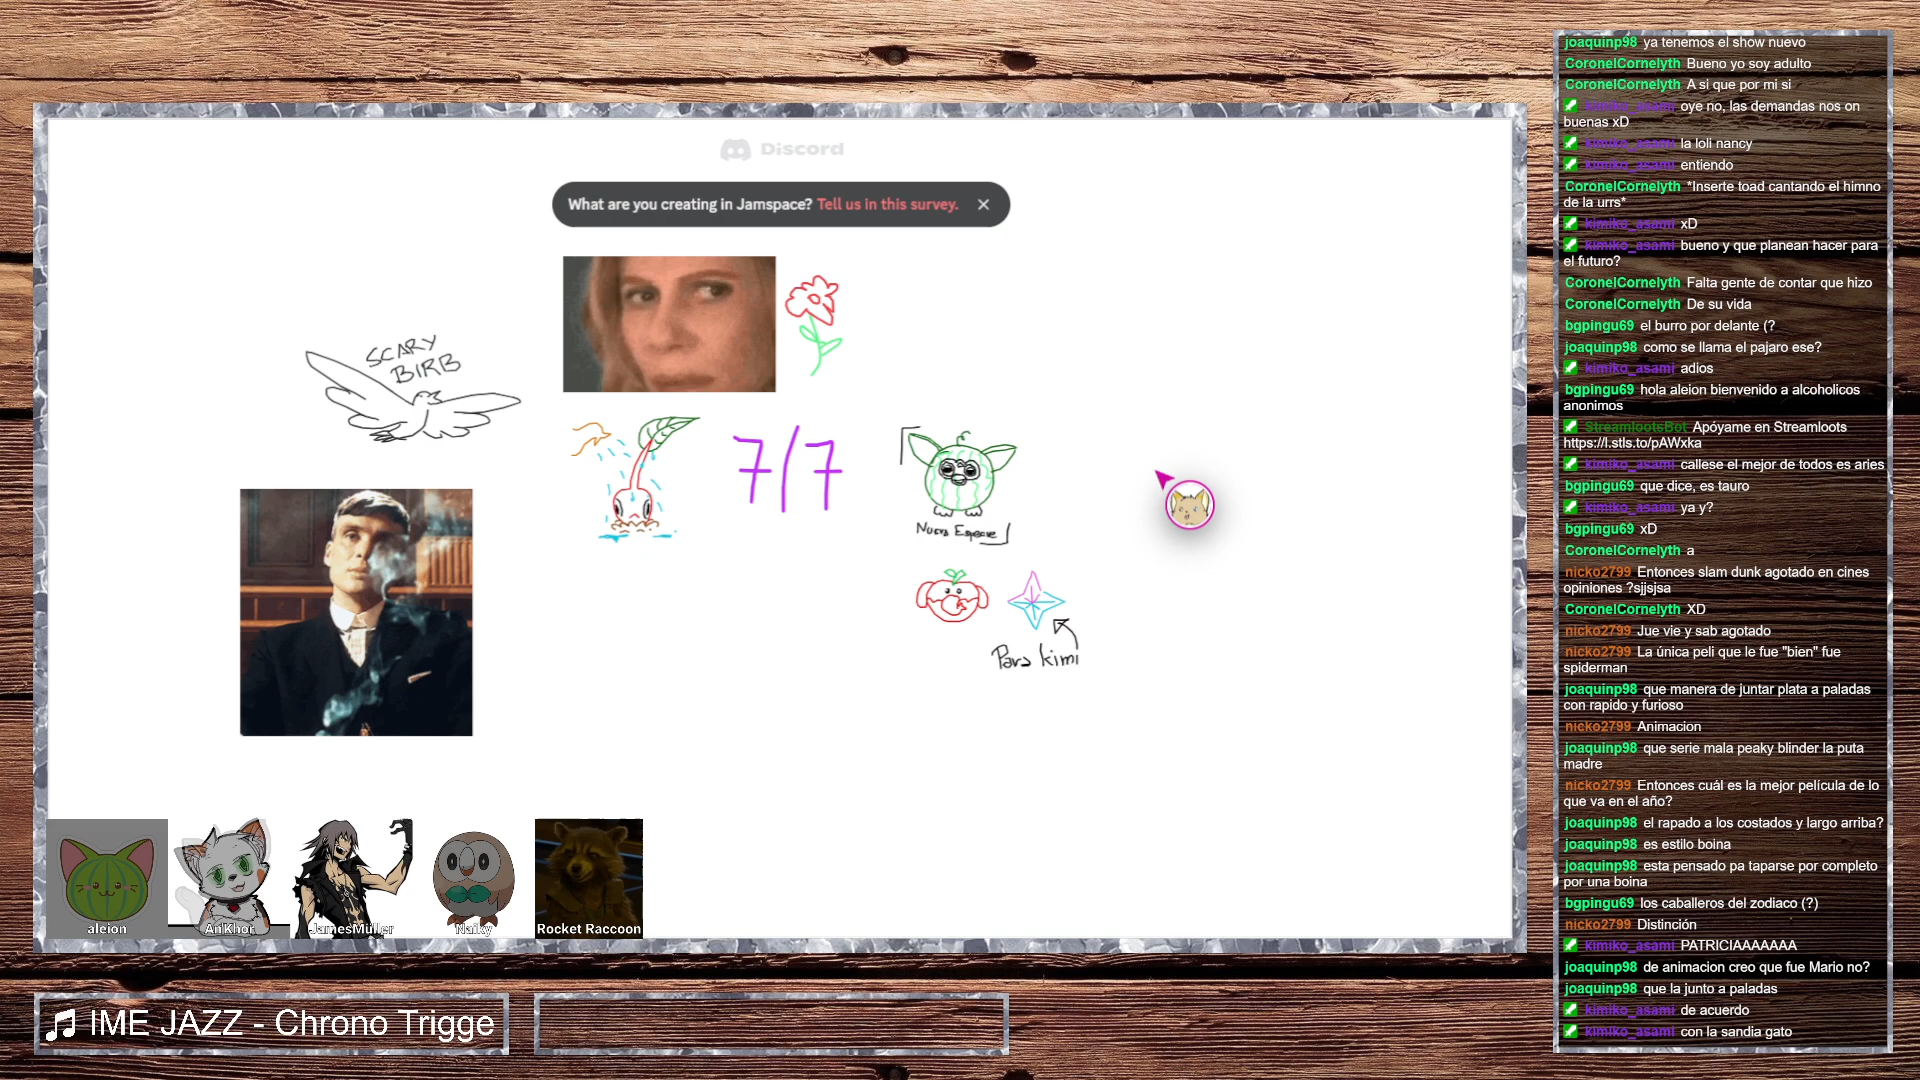 Discord
What are you creating in Jamspace? Tell us in this survey.
SCARY
BIRB
7/7
Nueva Especie
Para kimi
aleion
AriKhor
JamesMüller
Naiky
Rocket Raccoon
IME JAZZ - Chrono Trigge
joaquinp98 ya tenemos el show nuevo
CoronelCornelyth Bueno yo soy adulto
CoronelCornelyth A si que por mi si
kimiko_asami oye no, las demandas nos on
buenas xD
kimiko_asami la loli nancy
kimiko_asami entiendo
CoronelCornelyth *Inserte toad cantando el himno
de la urrs*
kimiko_asami xD
kimiko_asami bueno y que planean hacer para
el futuro?
CoronelCornelyth Falta gente de contar que hizo
CoronelCornelyth De su vida
bgpingu69 el burro por delante (?
joaquinp98 como se llama el pajaro ese?
kimiko_asami adios
bgpingu69 hola aleion bienvenido a alcoholicos
anonimos
StreamlootsBot Apóyame en Streamloots
https://l.stls.to/pAWxka
kimiko_asami callese el mejor de todos es aries
bgpingu69 que dice, es tauro
kimiko_asami ya y?
bgpingu69 xD
CoronelCornelyth a
nicko2799 Entonces slam dunk agotado en cines
opiniones ?sjjsjsa
CoronelCornelyth XD
nicko2799 Jue vie y sab agotado
nicko2799 La única peli que le fue "bien" fue
spiderman
joaquinp98 que manera de juntar plata a paladas
con rapido y furioso
nicko2799 Animacion
joaquinp98 que serie mala peaky blinder la puta
madre
nicko2799 Entonces cuál es la mejor película de lo
que va en el año?
joaquinp98 el rapado a los costados y largo arriba?
joaquinp98 es estilo boina
joaquinp98 esta pensado pa taparse por completo
por una boina
bgpingu69 los caballeros del zodiaco (?)
nicko2799 Distinción
kimiko_asami PATRICIAAAAAAA
joaquinp98 de animacion creo que fue Mario no?
joaquinp98 que la junto a paladas
kimiko_asami de acuerdo
kimiko_asami con la sandia gato